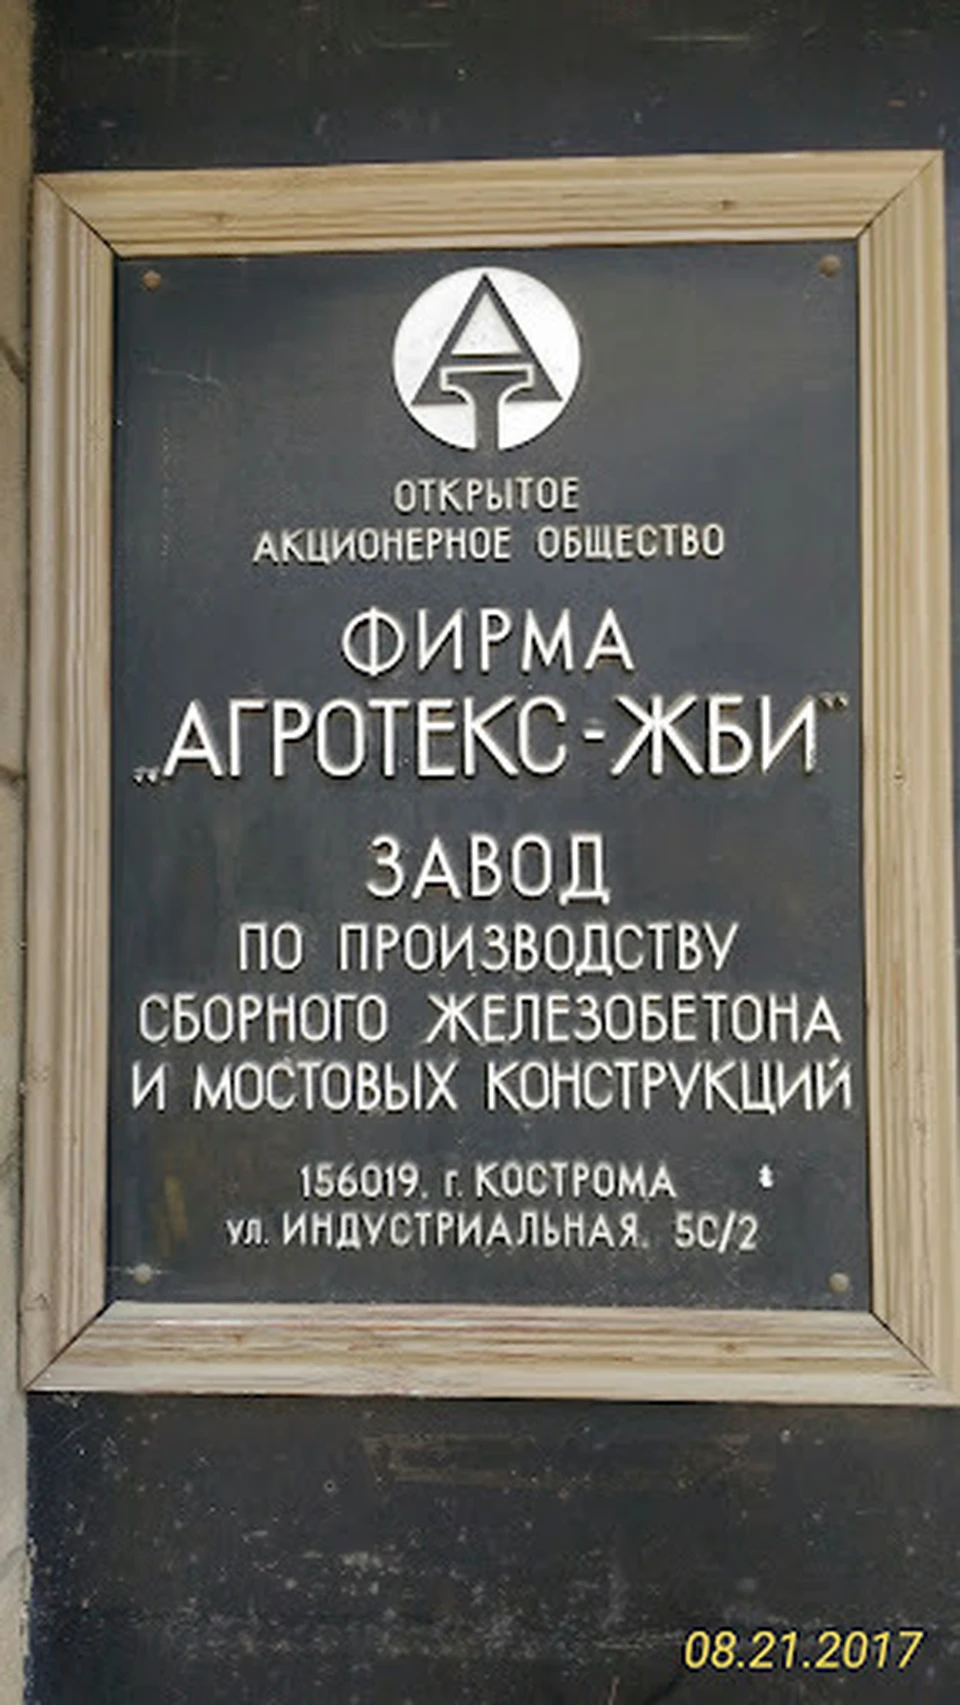 ОТКРЫТОЕ
АКЦИОНЕРНОЕ ОБЩЕСТВО
ФИРМА
„АГРОТЕКС-ЖБИ“
ЗАВОД
ПО ПРОИЗВОДСТВУ
СБОРНОГО ЖЕЛЕЗОБЕТОНА
И МОСТОВЫХ КОНСТРУКЦИЙ
156019, г. КОСТРОМА
ул. ИНДУСТРИАЛЬНАЯ, 5С/2
08.21.2017